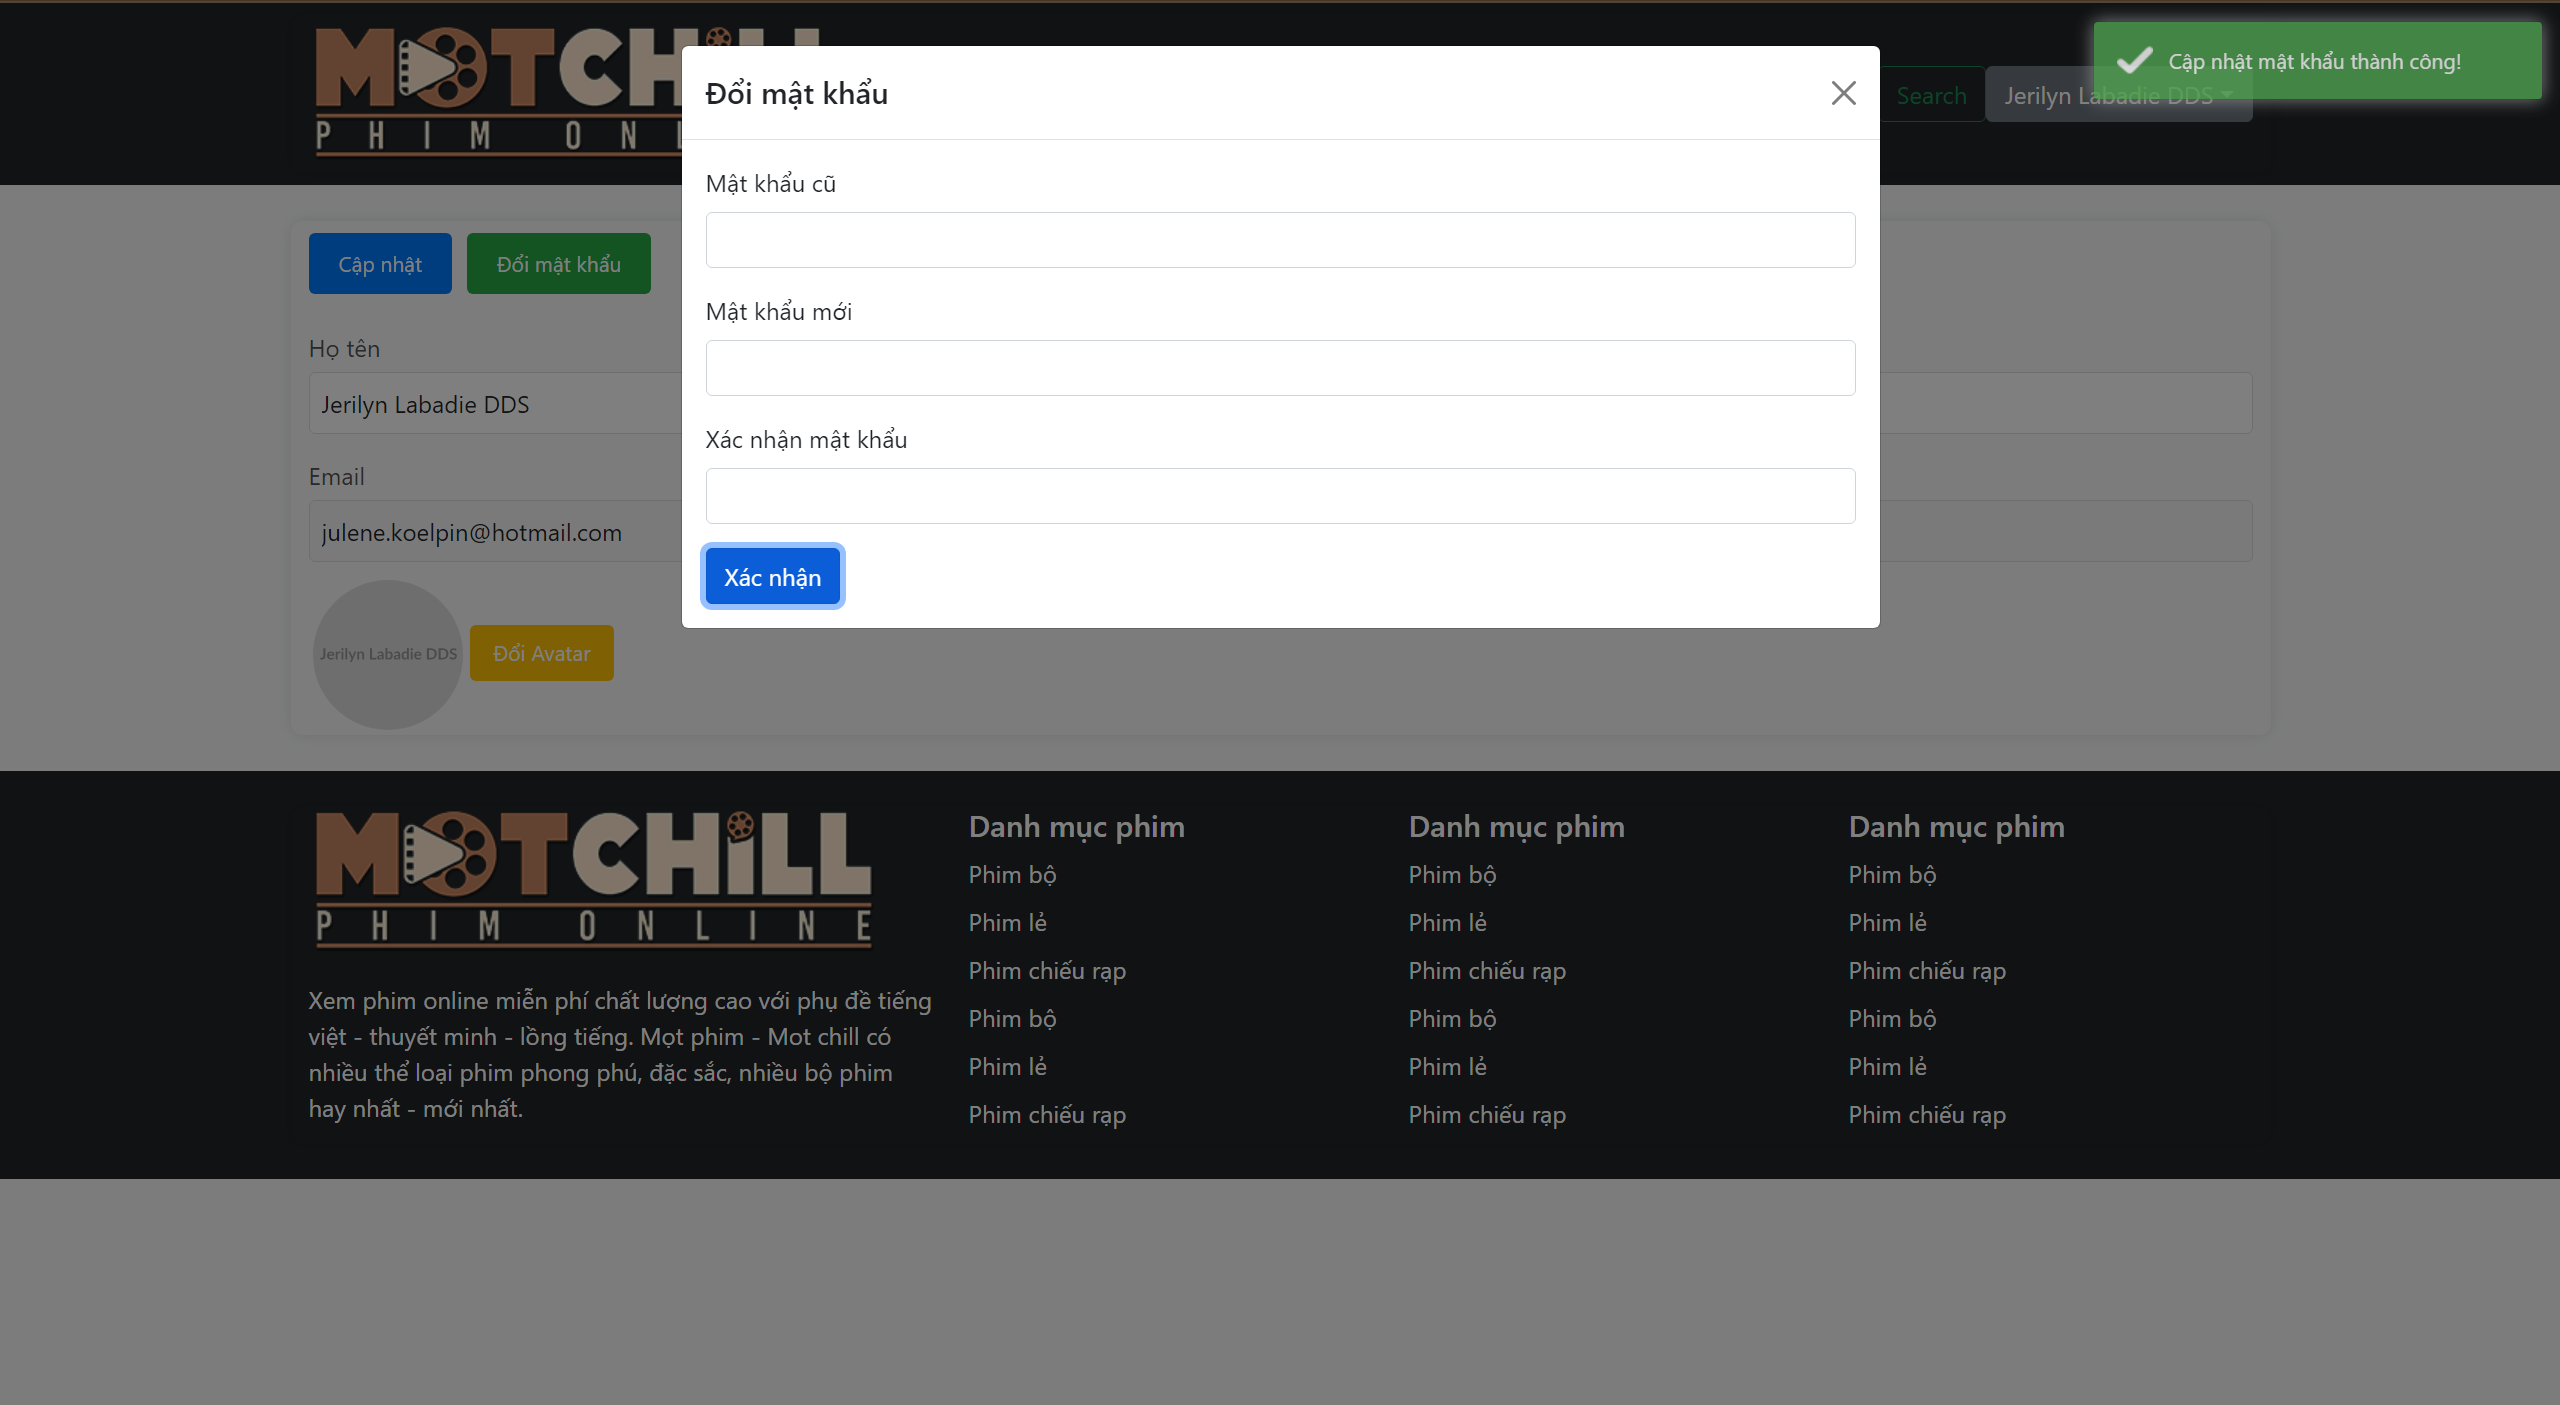 MOTCHILL
PHIM ONL
Search
Jerilyn Labadie DDS
Cập nhật mật khẩu thành công!
Đổi mật khẩu
Mật khẩu cũ
Mật khẩu mới
Xác nhận mật khẩu
Xác nhận
Cập nhật
Đổi mật khẩu
Họ tên
Jerilyn Labadie DDS
Email
julene.koelpin@hotmail.com
Jerilyn Labadie DDS
Đổi Avatar
MOTCHILL
PHIM ONLINE
Xem phim online miễn phí chất lượng cao với phụ đề tiếng
việt - thuyết minh - lồng tiếng. Mọt phim - Mot chill có
nhiều thể loại phim phong phú, đặc sắc, nhiều bộ phim
hay nhất - mới nhất.
Danh mục phim
Phim bộ
Phim lẻ
Phim chiếu rạp
Phim bộ
Phim lẻ
Phim chiếu rạp
Danh mục phim
Phim bộ
Phim lẻ
Phim chiếu rạp
Phim bộ
Phim lẻ
Phim chiếu rạp
Danh mục phim
Phim bộ
Phim lẻ
Phim chiếu rạp
Phim bộ
Phim lẻ
Phim chiếu rạp